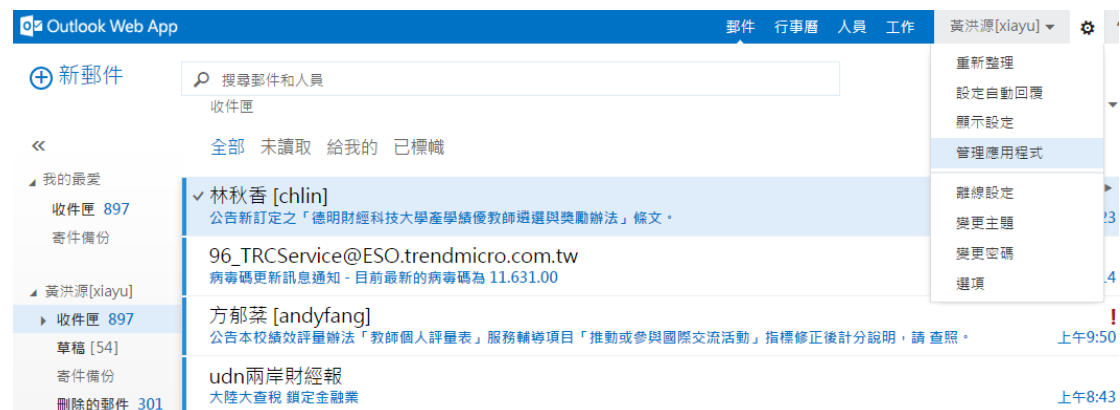 Outlook Web App 郵件 行事曆 人員 工作 黃洪源[xiayu]
新郵件
搜尋郵件和人員
收件匣
全部 未讀取 給我的 已標幟
重新整理
設定自動回覆
顯示設定
管理應用程式
離線設定
變更主題
變更密碼
選項
我的最愛
收件匣 897
寄件備份
黃洪源[xiayu]
收件匣 897
草稿 [54]
寄件備份
刪除的郵件 301
林秋香 [chlin]
公告新訂定之「德明財經科技大學產學績優教師遴選與獎勵辦法」條文。
23
96_TRCService@ESO.trendmicro.com.tw
病毒碼更新訊息通知 - 目前最新的病毒碼為 11.631.00
方郁棻 [andyfang]
公告本校績效評量辦法「教師個人評量表」服務輔導項目「推動或參與國際交流活動」指標修正後計分說明，請 查照。 上午9:50
udn兩岸財經報
大陸大查稅 鎖定金融業 上午8:43